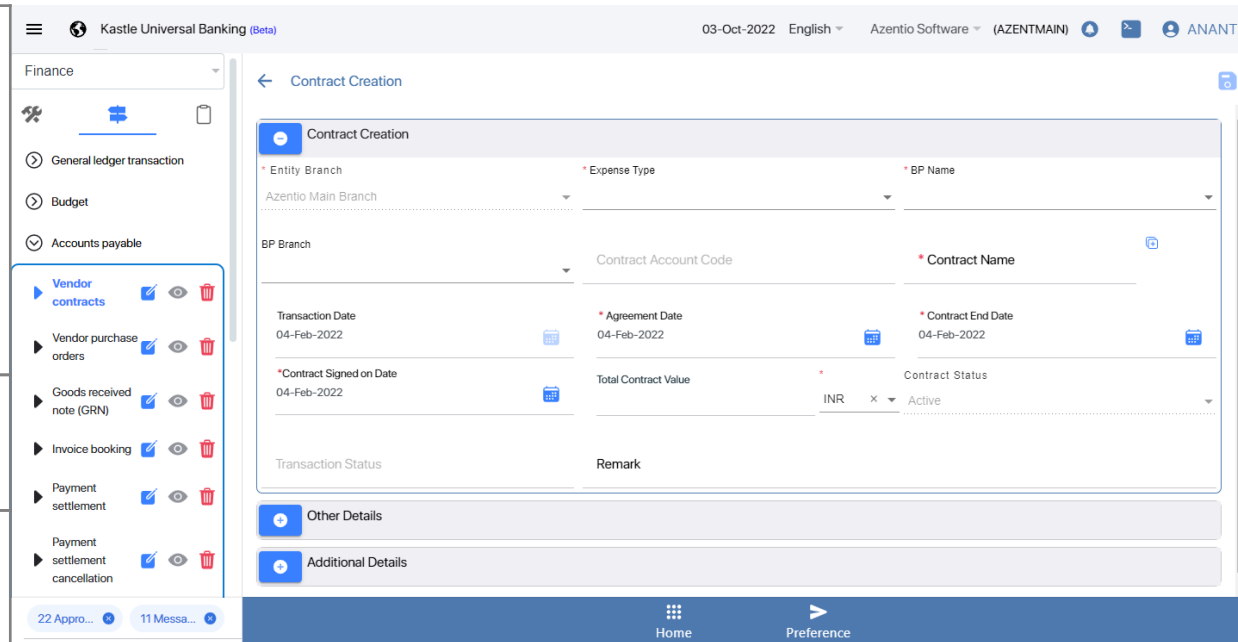 Kastle Universal Banking (Beta)
03-Oct-2022 English Azentio Software (AZENTMAIN) ANANT
Finance
General ledger transaction
Budget
Accounts payable
Vendor
contracts
Vendor purchase
orders
Goods received
note (GRN)
Invoice booking
Payment
settlement
Payment
settlement
cancellation
22 Appro...
11 Messa...
Contract Creation
Contract Creation
* Entity Branch
Azentio Main Branch
* Expense Type
* BP Name
BP Branch
Contract Account Code
* Contract Name
Transaction Date
04-Feb-2022
* Agreement Date
04-Feb-2022
* Contract End Date
04-Feb-2022
*Contract Signed on Date
04-Feb-2022
Total Contract Value
*
INR ×
Contract Status
Active
Transaction Status
Remark
Other Details
Additional Details
Home
Preference